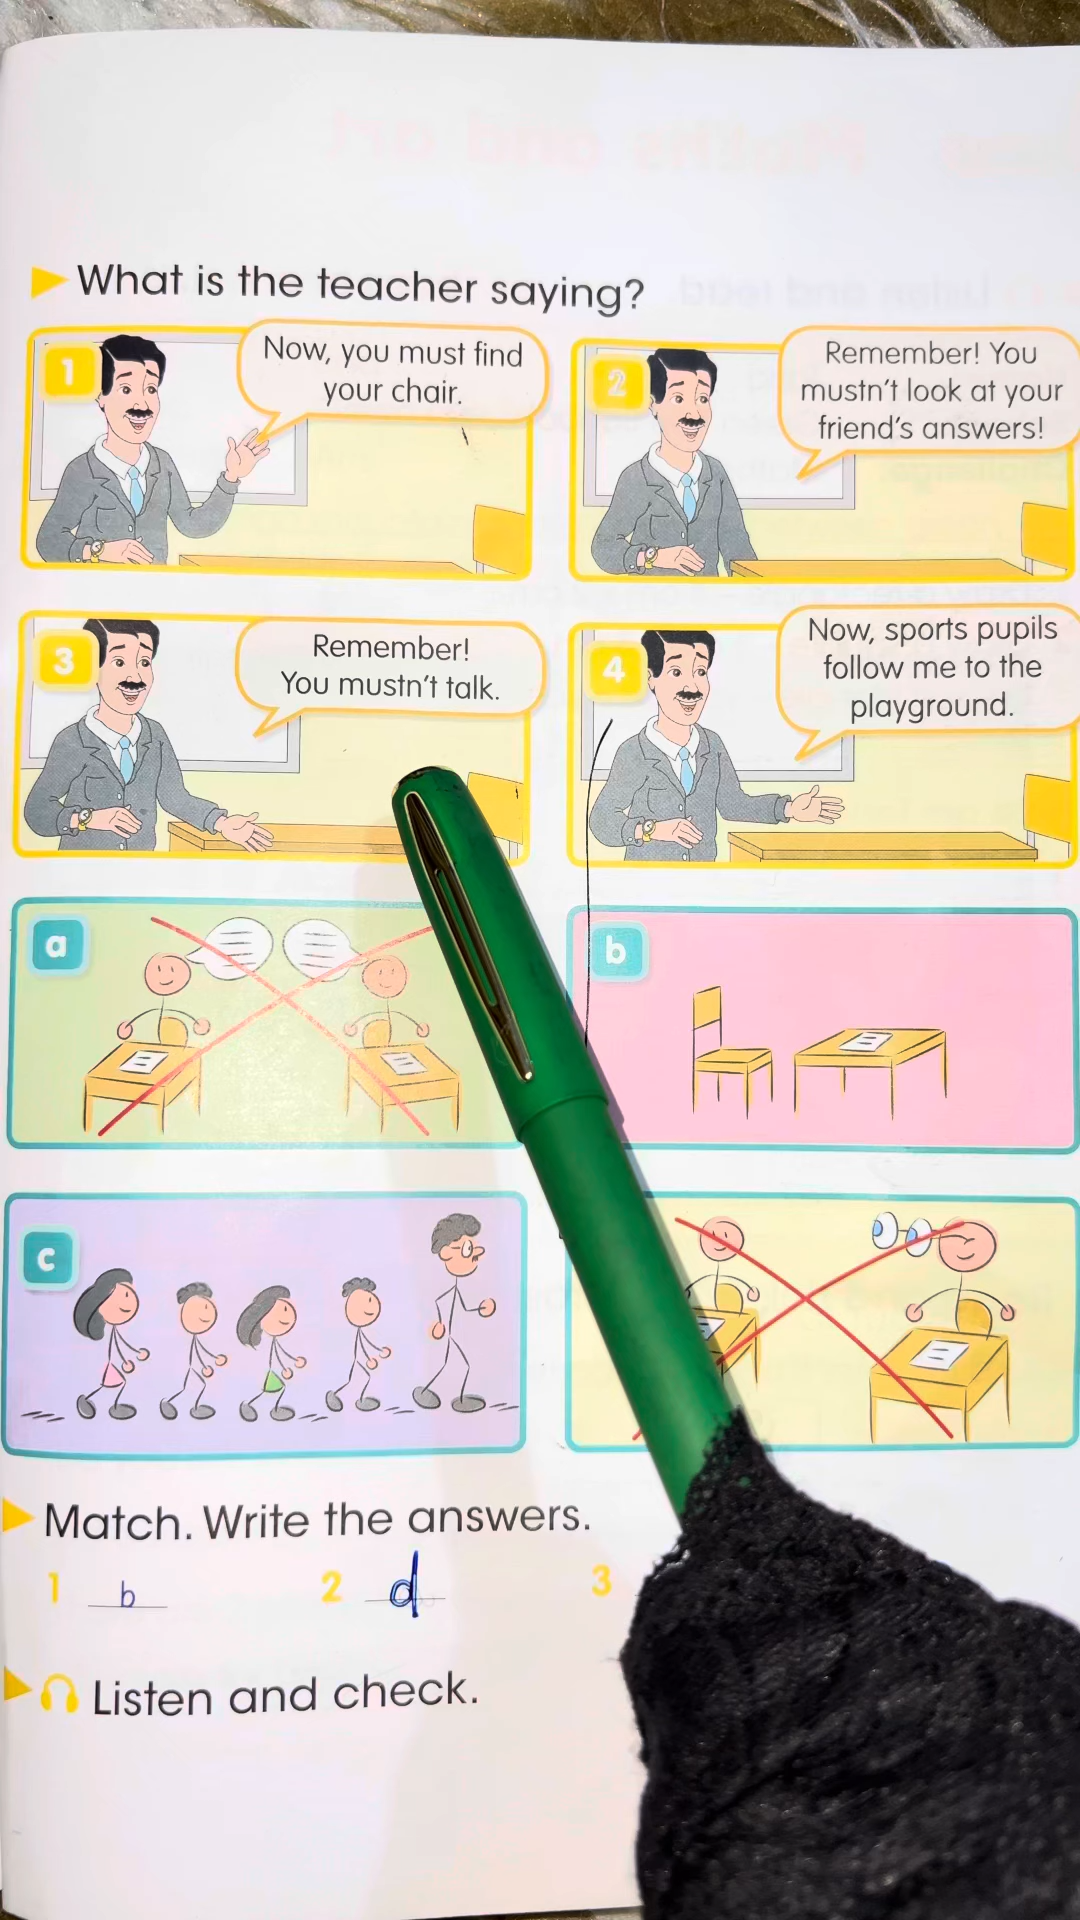 What is the teacher saying?
1
Now, you must find
your chair.
2
Remember! You
mustn't look at your
friend's answers!
3
Remember!
You mustn't talk.
4
Now, sports pupils
follow me to the
playground.
a
b
c
Match. Write the answers.
1 b 2 d 3
Listen and check.